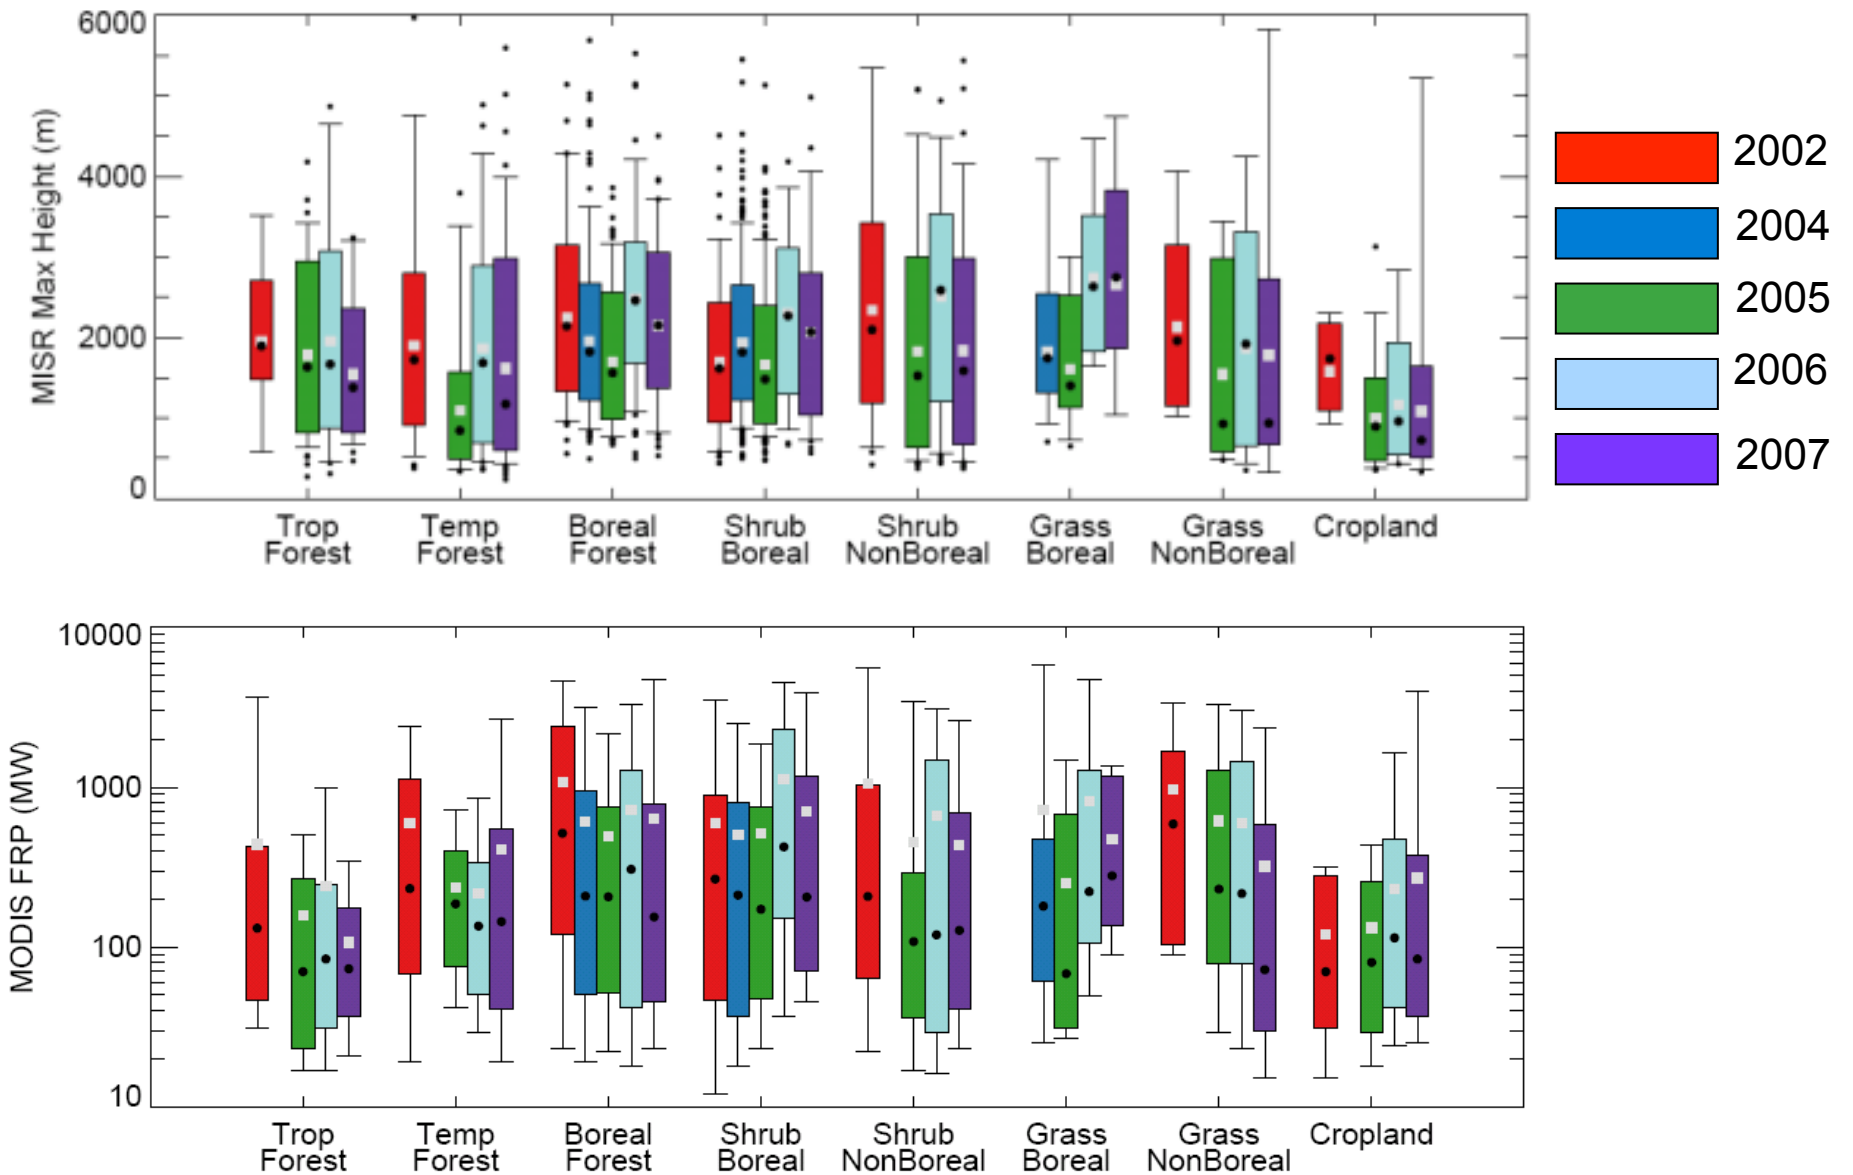 MISR Max Height (m)
6000
4000
2000
0
Trop Forest
Temp Forest
Boreal Forest
Shrub Boreal
Shrub NonBoreal
Grass Boreal
Grass NonBoreal
Cropland
2002
2004
2005
2006
2007
MODIS FRP (MW)
10000
1000
100
10
Trop Forest
Temp Forest
Boreal Forest
Shrub Boreal
Shrub NonBoreal
Grass Boreal
Grass NonBoreal
Cropland